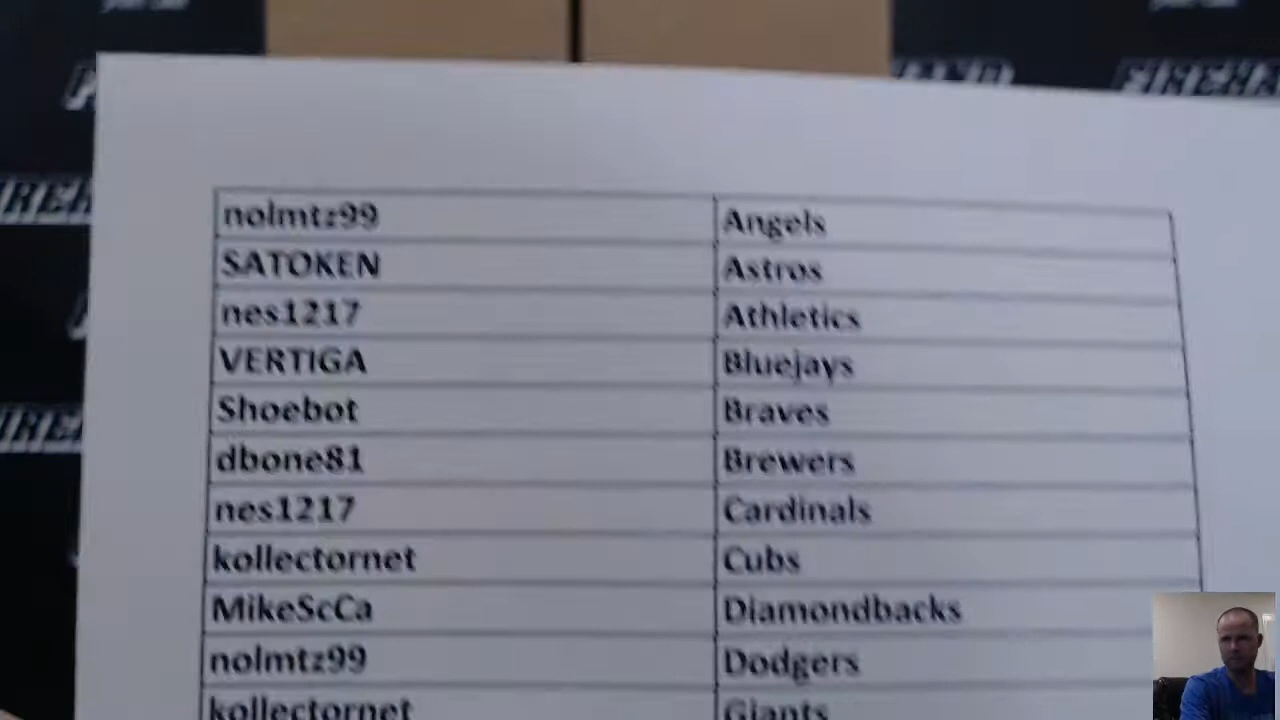 nolmtz99 Angels
SATOKEN Astros
nes1217 Athletics
VERTIGA Bluejays
Shoebot Braves
dbone81 Brewers
nes1217 Cardinals
kollectornet Cubs
MikeScCa Diamondbacks
nolmtz99 Dodgers
kollectornet Giants